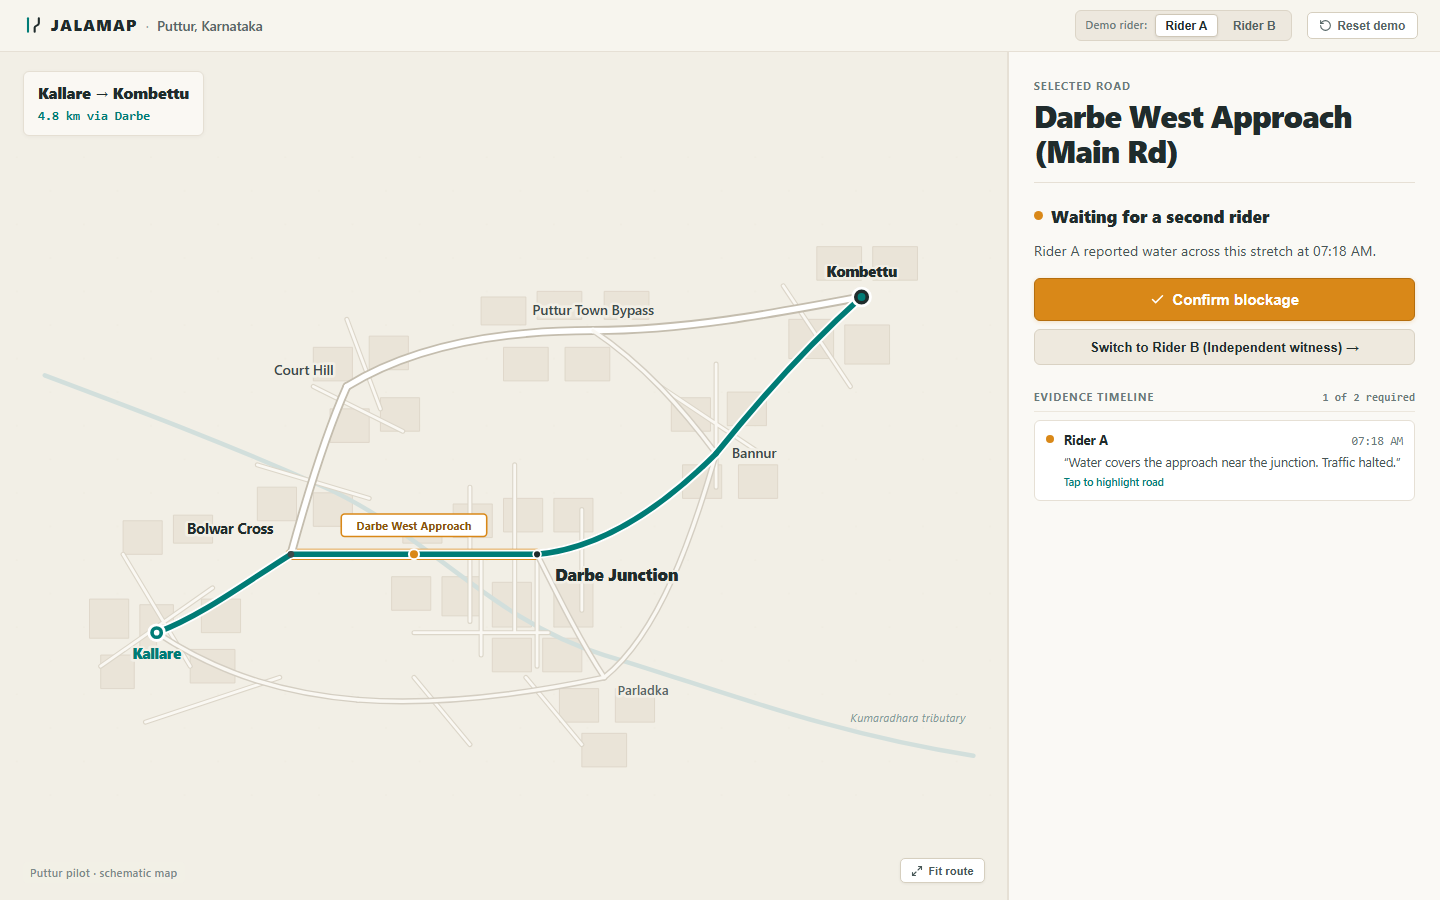 JALAMAP · Puttur, Karnataka
Demo rider: Rider A Rider B
Reset demo
Kallare → Kombettu
4.8 km via Darbe
Kombettu
Puttur Town Bypass
Court Hill
Bannur
Bolwar Cross
Darbe West Approach
Darbe Junction
Kallare
Parladka
Kumaradhara tributary
Puttur pilot · schematic map
Fit route
SELECTED ROAD
Darbe West Approach
(Main Rd)
Waiting for a second rider
Rider A reported water across this stretch at 07:18 AM.
Confirm blockage
Switch to Rider B (Independent witness) →
EVIDENCE TIMELINE 1 of 2 required
Rider A 07:18 AM
“Water covers the approach near the junction. Traffic halted.”
Tap to highlight road